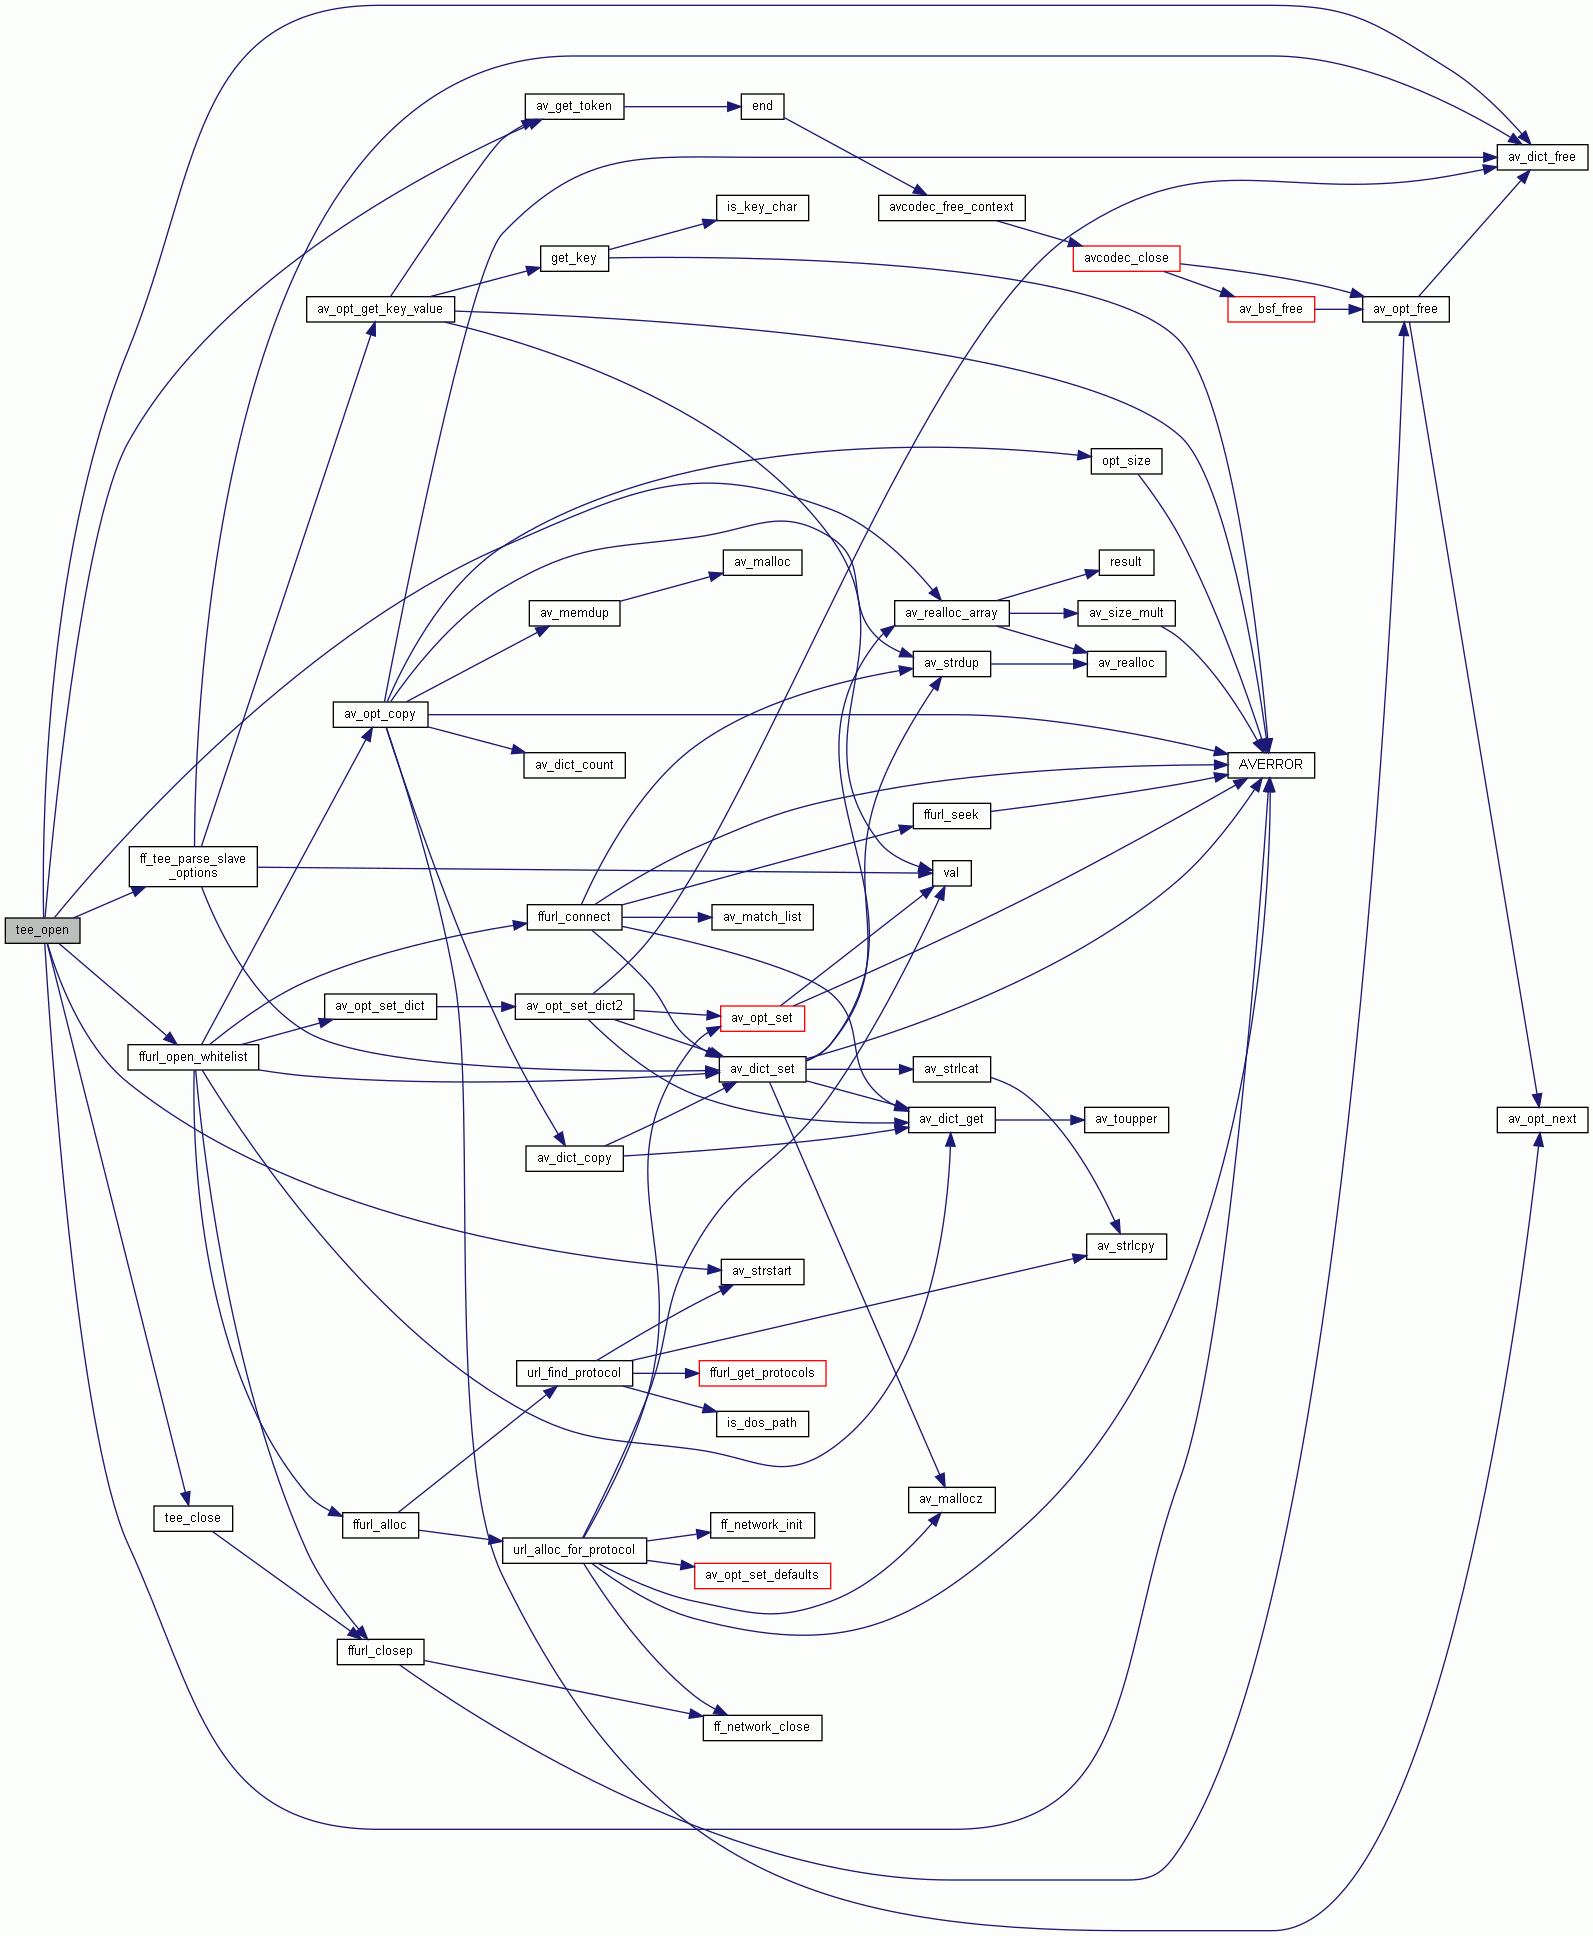 av_get_token
end
av_dict_free
is_key_char
avcodec_free_context
get_key
avcodec_close
av_opt_get_key_value
av_bsf_free
av_opt_free
opt_size
av_malloc
result
av_memdup
av_realloc_array
av_size_mult
av_strdup
av_realloc
av_opt_copy
av_dict_count
AVERROR
ffurl_seek
ff_tee_parse_slave
_options
val
tee_open
ffurl_connect
av_match_list
av_opt_set_dict
av_opt_set_dict2
av_opt_set
ffurl_open_whitelist
av_dict_set
av_strlcat
av_dict_get
av_toupper
av_opt_next
av_dict_copy
av_strlcpy
av_strstart
url_find_protocol
ffurl_get_protocols
is_dos_path
av_mallocz
tee_close
ffurl_alloc
ff_network_init
url_alloc_for_protocol
av_opt_set_defaults
ffurl_closep
ff_network_close